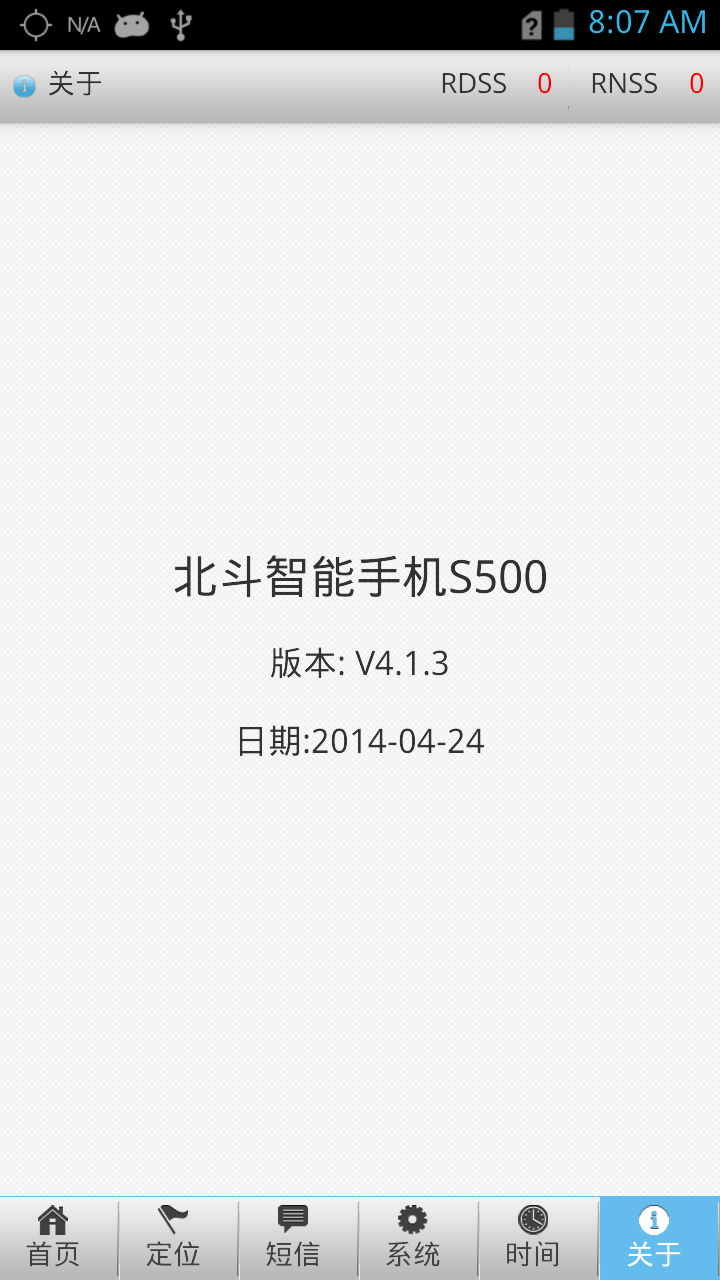 N/A 8:07 AM
关于 RDSS 0 RNSS 0
北斗智能手机S500
版本: V4.1.3
日期:2014-04-24
首页 定位 短信 系统 时间 关于